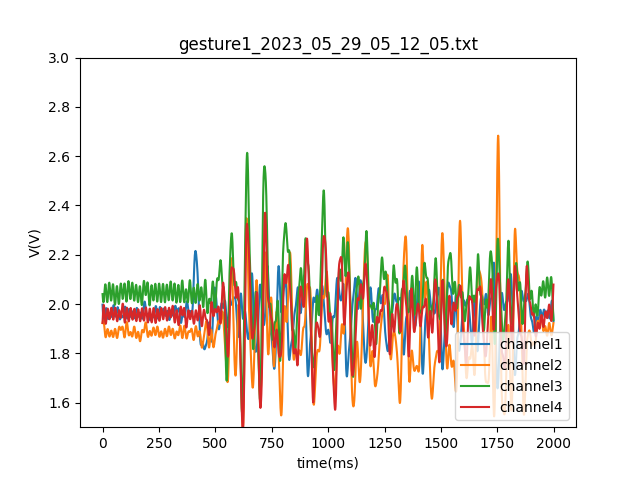 gesture1_2023_05_29_05_12_05.txt
3.0
2.8
2.6
2.4
2.2
2.0
1.8
1.6
V(V)
channel1
channel2
channel3
channel4
0 250 500 750 1000 1250 1500 1750 2000
time(ms)